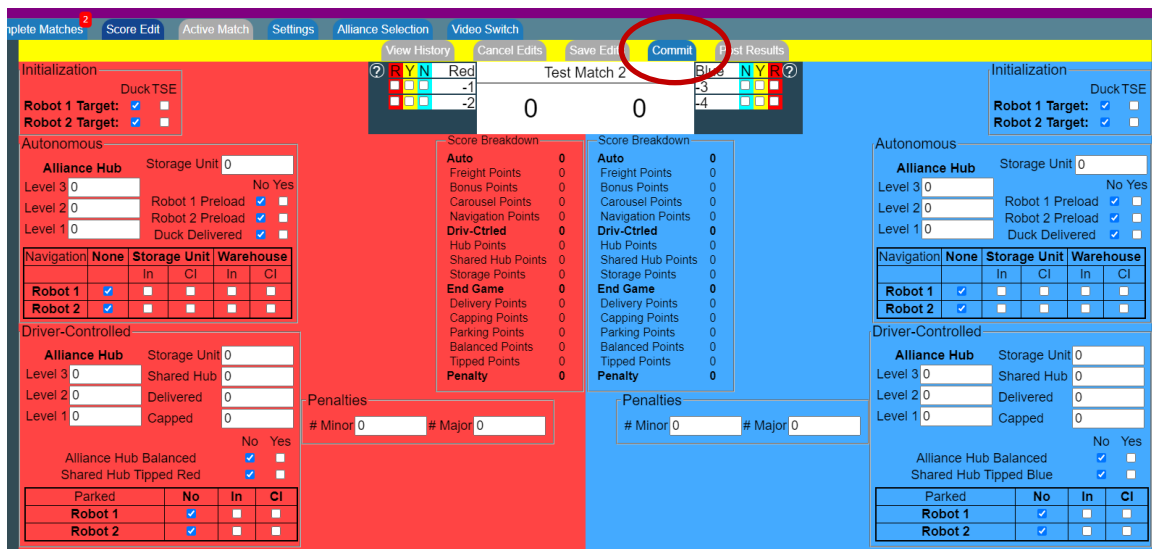 nplete Matches 2 Score Edit Active Match Settings Alliance Selection Video Switch
View History Cancel Edits Save Edits Commit Post Results
Initialization
Duck TSE
Robot 1 Target:
Robot 2 Target:
? R Y N Red Test Match 2 Blue N Y R ?
-1 -3
-2 0 0 -4
Initialization
Duck TSE
Robot 1 Target:
Robot 2 Target:
Autonomous
Alliance Hub Storage Unit 0
Level 3 0 No Yes
Robot 1 Preload
Level 2 0
Robot 2 Preload
Level 1 0
Duck Delivered
Navigation None Storage Unit Warehouse
In CI In CI
Robot 1
Robot 2
Driver-Controlled
Alliance Hub Storage Unit 0
Level 3 0 Shared Hub 0
Level 2 0 Delivered 0
Level 1 0 Capped 0
No Yes
Alliance Hub Balanced
Shared Hub Tipped Red
Parked No In CI
Robot 1
Robot 2
Score Breakdown
Auto 0
Freight Points 0
Bonus Points 0
Carousel Points 0
Navigation Points 0
Driv-Ctrled 0
Hub Points 0
Shared Hub Points 0
Storage Points 0
End Game 0
Delivery Points 0
Capping Points 0
Parking Points 0
Balanced Points 0
Tipped Points 0
Penalty 0
Penalties
# Minor 0 # Major 0
Score Breakdown
Auto 0
Freight Points 0
Bonus Points 0
Carousel Points 0
Navigation Points 0
Driv-Ctrled 0
Hub Points 0
Shared Hub Points 0
Storage Points 0
End Game 0
Delivery Points 0
Capping Points 0
Parking Points 0
Balanced Points 0
Tipped Points 0
Penalty 0
Penalties
# Minor 0 # Major 0
Autonomous
Alliance Hub Storage Unit 0
Level 3 0 No Yes
Robot 1 Preload
Level 2 0
Robot 2 Preload
Level 1 0
Duck Delivered
Navigation None Storage Unit Warehouse
In CI In CI
Robot 1
Robot 2
Driver-Controlled
Alliance Hub Storage Unit 0
Level 3 0 Shared Hub 0
Level 2 0 Delivered 0
Level 1 0 Capped 0
No Yes
Alliance Hub Balanced
Shared Hub Tipped Blue
Parked No In CI
Robot 1
Robot 2